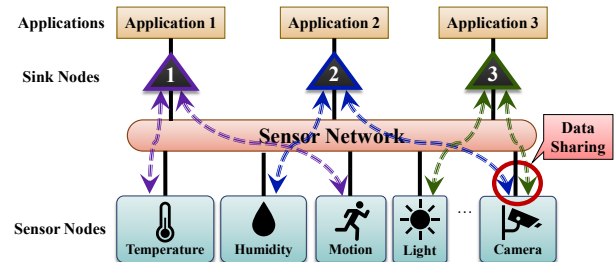 Applications
Application 1
Application 2
Application 3
Sink Nodes
1
2
3
Sensor Network
Data
Sharing
Sensor Nodes
Temperature
Humidity
Motion
Light
...
Camera